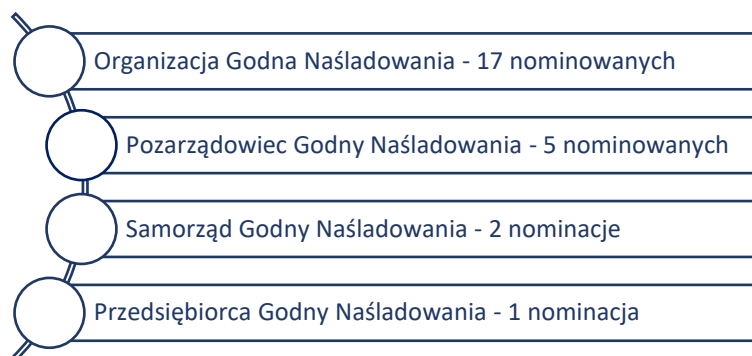 Organizacja Godna Naśladowania - 17 nominowanych
Pozarządowiec Godny Naśladowania - 5 nominowanych
Samorząd Godny Naśladowania - 2 nominacje
Przedsiębiorca Godny Naśladowania - 1 nominacja